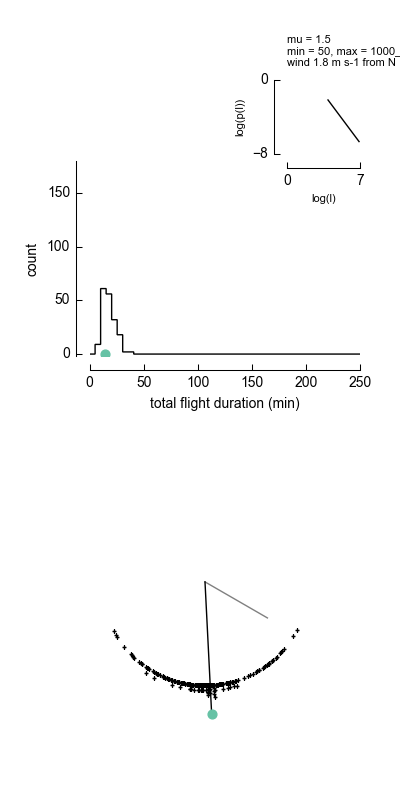 mu = 1.5
min = 50, max = 1000_
wind 1.8 m s-1 from N
0
log(p(l))
−8
0
7
log(l)
150
100
count
50
0
0
50
100
150
200
250
total flight duration (min)